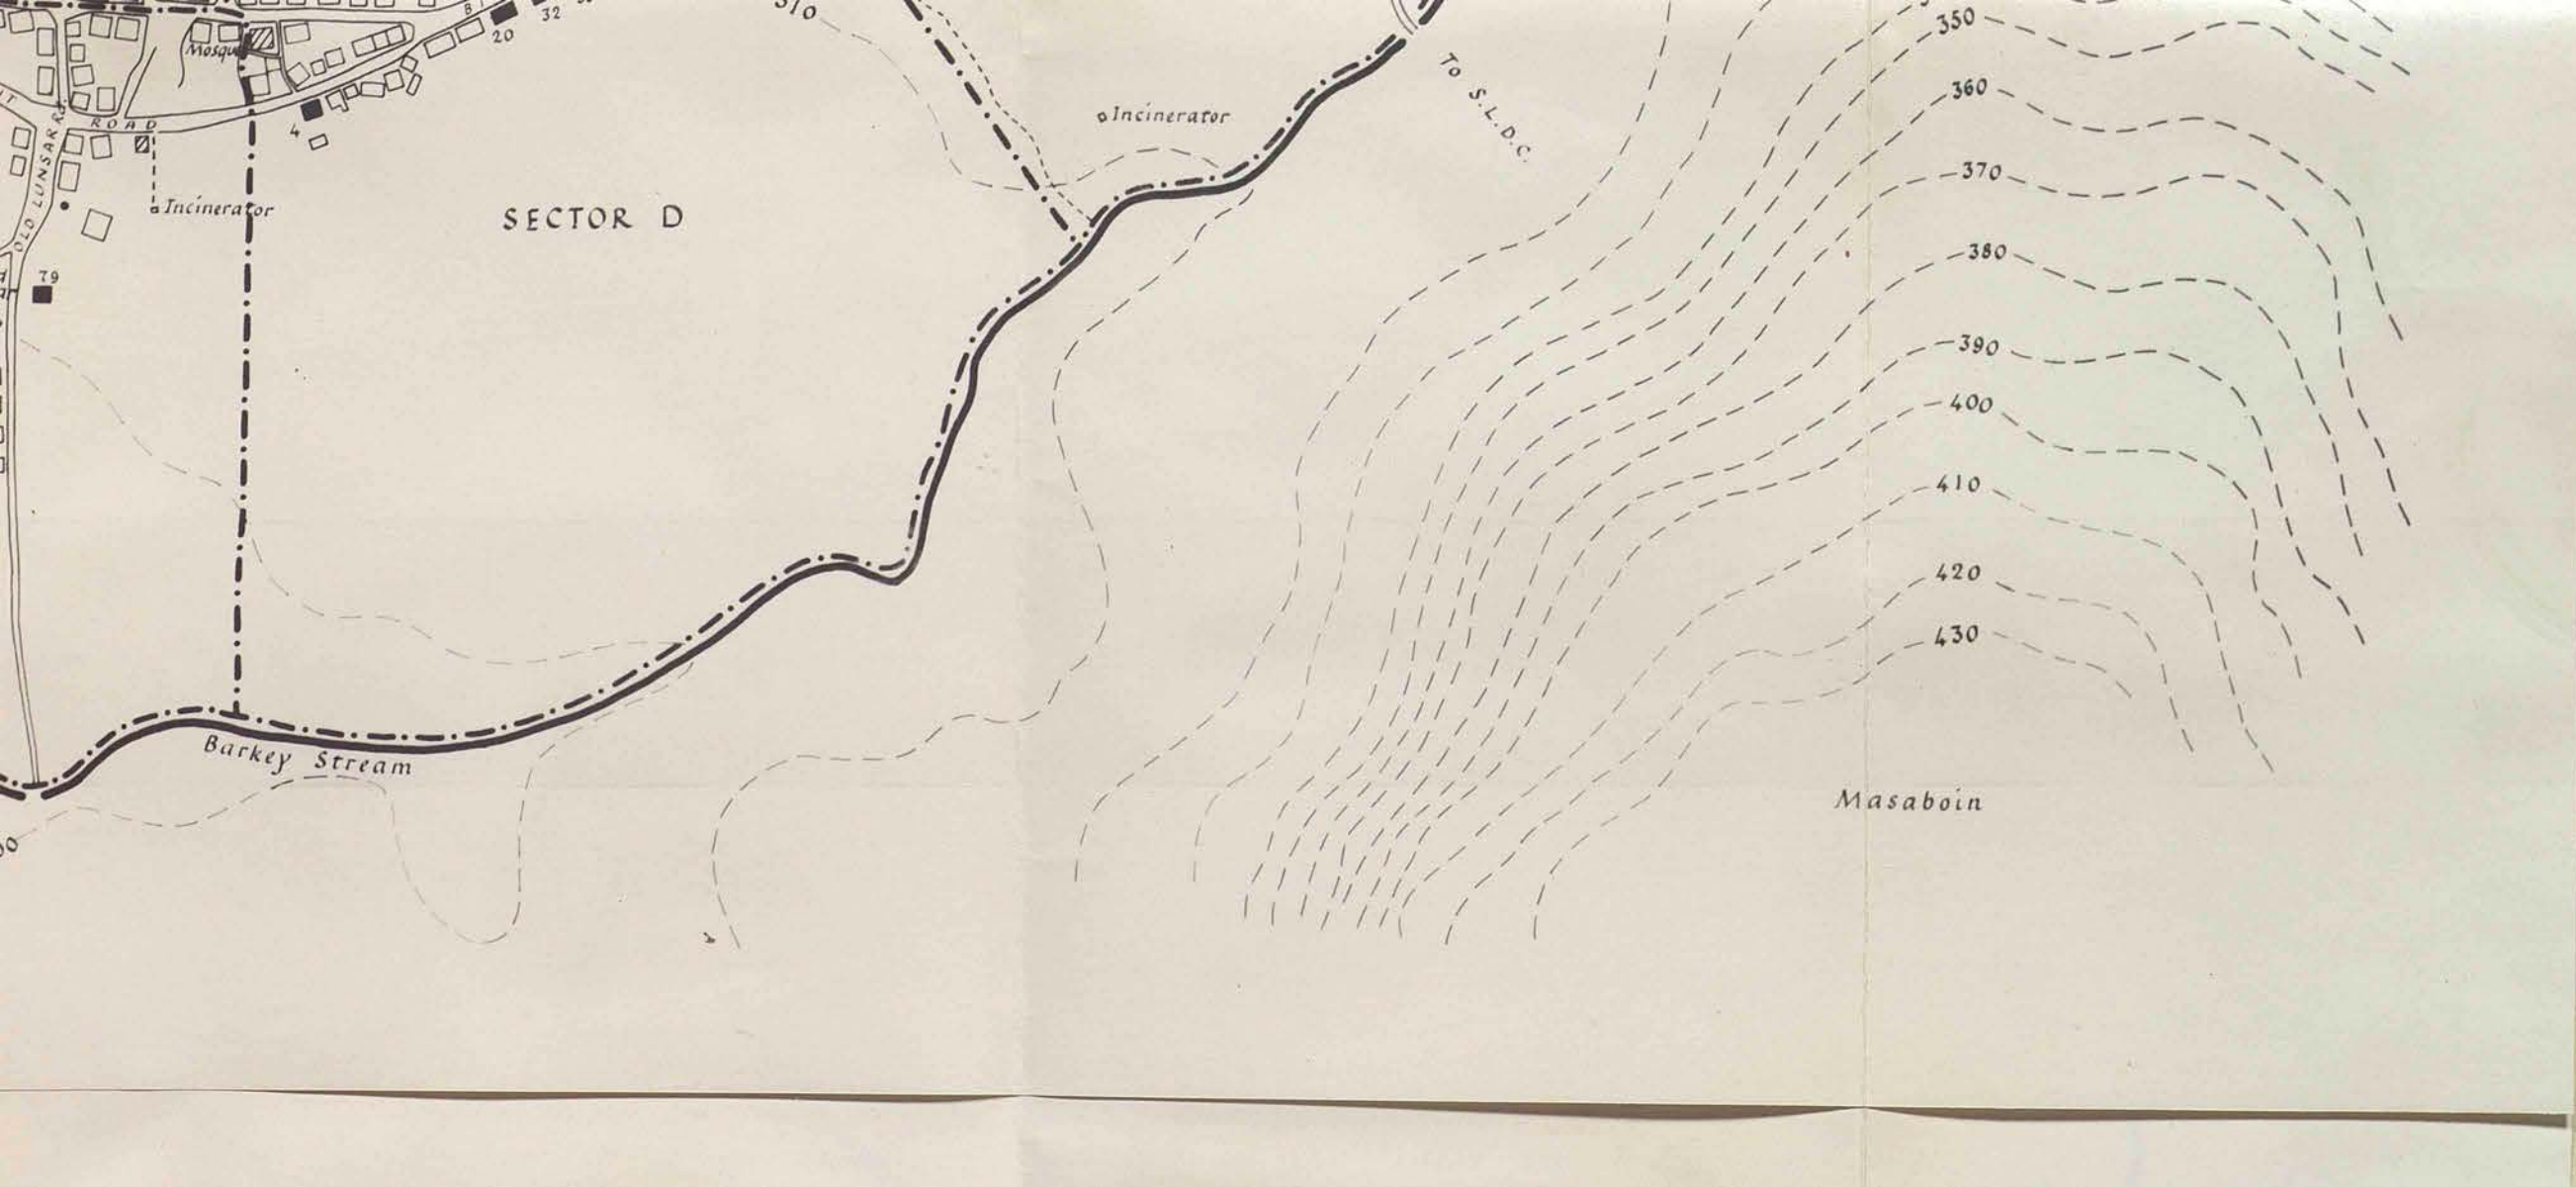 310
32
20
B
Mosque
350
To S.L.D.C.
360
Incinerator
ROAD
4
OLD LUNSAR RD.
370
Incinerator
SECTOR D
380
79
390
400
410
420
430
Barkey Stream
Masaboin